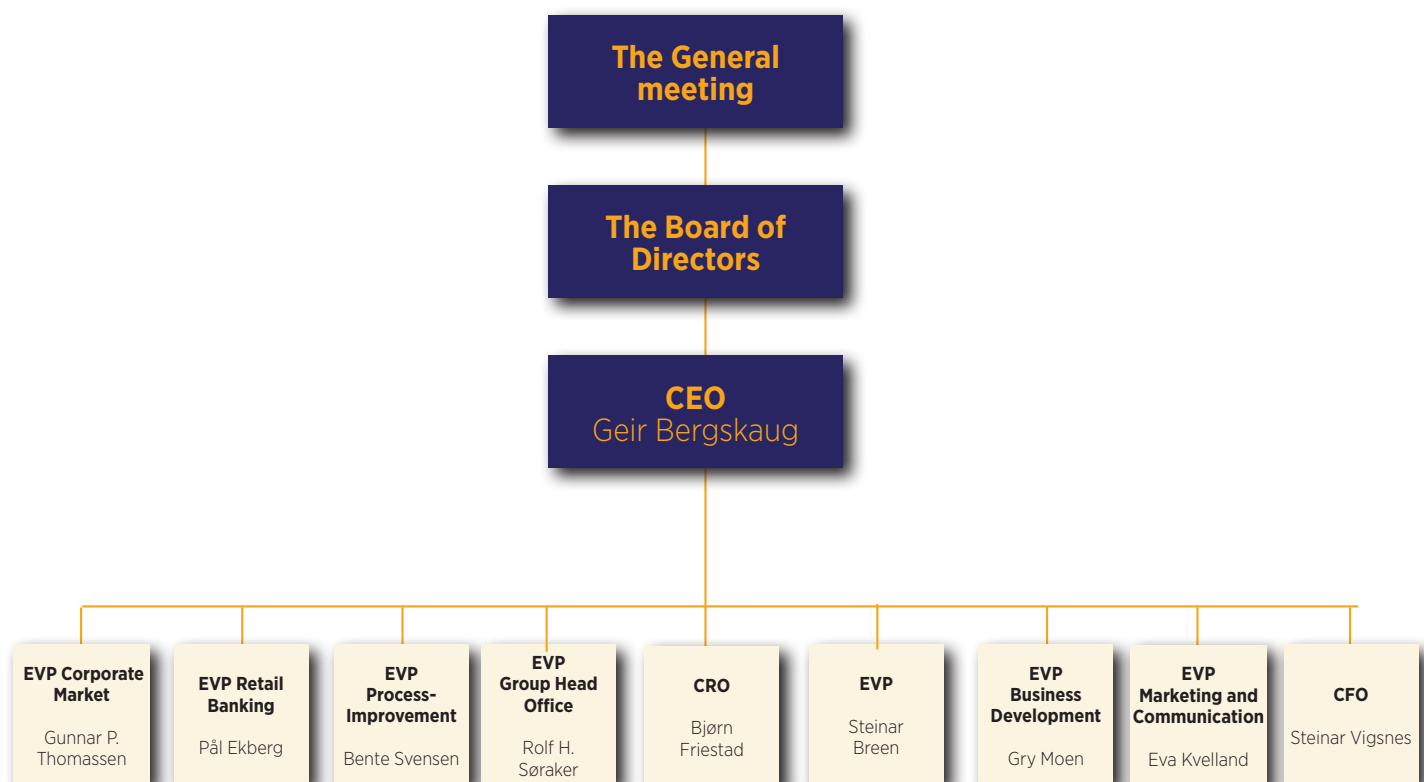 The General
meeting
The Board of
Directors
CEO
Geir Bergskaug
EVP Corporate
Market
Gunnar P.
Thomassen
EVP Retail
Banking
Pål Ekberg
EVP
Process-
Improvement
Bente Svensen
EVP
Group Head
Office
Rolf H.
Søraker
CRO
Bjørn
Friestad
EVP
Steinar
Breen
EVP
Business
Development
Gry Moen
EVP
Marketing and
Communication
Eva Kvelland
CFO
Steinar Vigsnes